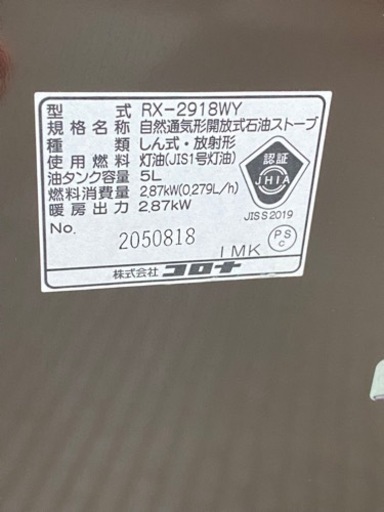 型式 RX-2918WY
規格名称 自然通気形開放式石油ストーブ
種類 しん式・放射形
使用燃料 灯油(JIS1号灯油)
油タンク容量 5L
燃料消費量 2.87kW(0.279L/h)
暖房出力 2.87kW
認証
JHIA
JISS2019
No. 2050818
1MK
PS
C
株式会社 コロナ